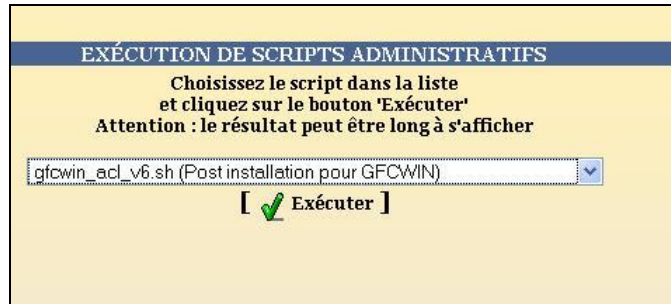 EXÉCUTION DE SCRIPTS ADMINISTRATIFS
Choisissez le script dans la liste
et cliquez sur le bouton 'Exécuter'
Attention : le résultat peut être long à s'afficher
gfcwin_acl_v6.sh (Post installation pour GFCWIN)
[ Exécuter ]